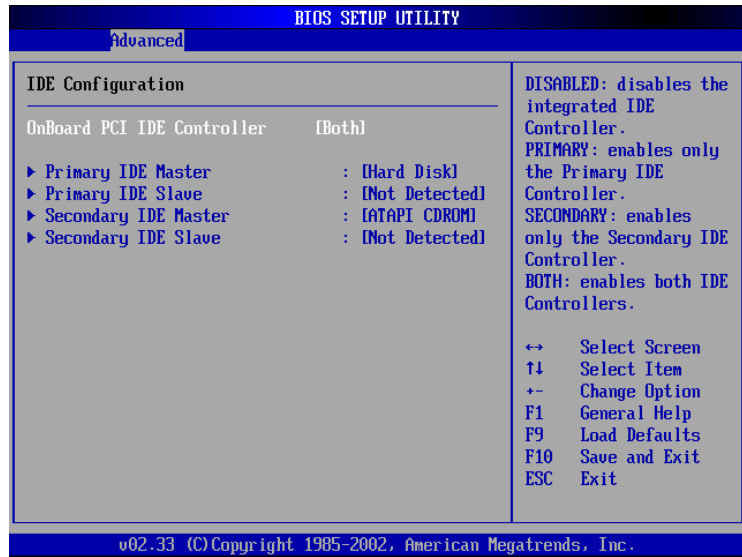 BIOS SETUP UTILITY
Advanced
IDE Configuration
OnBoard PCI IDE Controller [Both]
▶ Primary IDE Master : [Hard Disk]
▶ Primary IDE Slave : [Not Detected]
▶ Secondary IDE Master : [ATAPI CDROM]
▶ Secondary IDE Slave : [Not Detected]
DISABLED: disables the
integrated IDE
Controller.
PRIMARY: enables only
the Primary IDE
Controller.
SECONDARY: enables
only the Secondary IDE
Controller.
BOTH: enables both IDE
Controllers.
↔ Select Screen
↑↓ Select Item
+- Change Option
F1 General Help
F9 Load Defaults
F10 Save and Exit
ESC Exit
v02.33 (C)Copyright 1985-2002, American Megatrends, Inc.